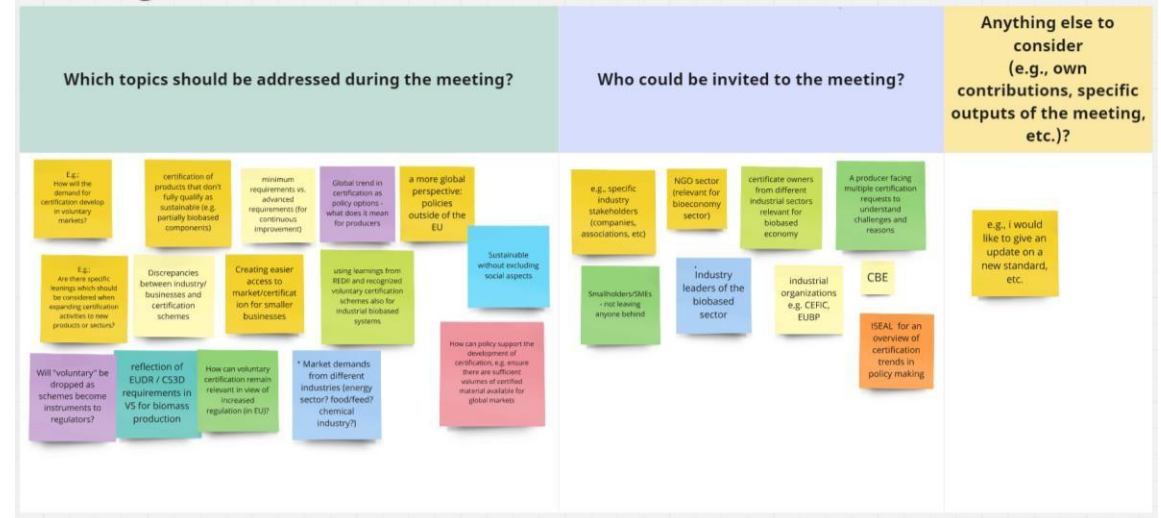 Which topics should be addressed during the meeting?
E.g.:
How will the
demand for
certification develop
in voluntary
markets?
certification of
products that don't
fully qualify as
sustainable (e.g.
partially biobased
components)
minimum
requirements vs.
advanced
requirements (for
continuous
improvement)
Global trend in
certification as
policy options -
what does it mean
for producers
a more global
perspective:
policies
outside of the
EU
Sustainable
without excluding
social aspects
E.g.:
Are there specific
leanings which should
be considered when
expanding certification
activities to new
products or sectors?
Discrepancies
between industry/
businesses and
certification
schemes
Creating easier
access to
market/certificat
ion for smaller
businesses
using learnings from
REDII and recognized
voluntary certification
schemes also for
industrial biobased
systems
How can policy support the
development of
certification, e.g. ensure
there are sufficient
volumes of certified
material available for
global markets
Will "voluntary" be
dropped as
schemes become
instruments to
regulators?
reflection of
EUDR / CS3D
requirements in
VS for biomass
production
How can voluntary
certification remain
relevant in view of
increased
regulation (in EU)?
* Market demands
from different
industries (energy
sector? food/feed?
chemical
industry?)
Who could be invited to the meeting?
e.g., specific
industry
stakeholders
(companies,
associations, etc)
NGO sector
(relevant for
bioeconomy
sector)
certificate owners
from different
industrial sectors
relevant for
biobased
economy
A producer facing
multiple certification
requests to
understand
challenges and
reasons
Smallholders/SMEs
- not leaving
anyone behind
Industry
leaders of the
biobased
sector
industrial
organizations
e.g. CEFIC,
EUBP
CBE
ISEAL for an
overview of
certification
trends in
policy making
Anything else to
consider
(e.g., own
contributions, specific
outputs of the meeting,
etc.)?
e.g., i would
like to give an
update on a
new standard,
etc.